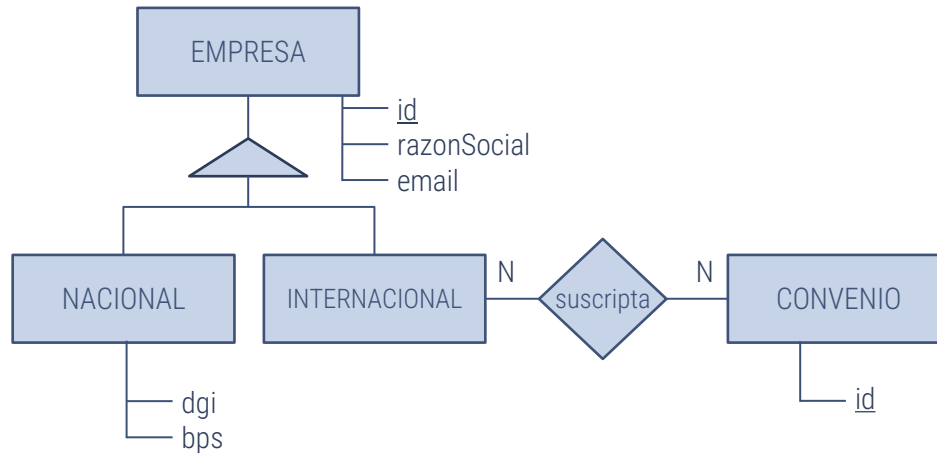 EMPRESA
id
razonSocial
email
NACIONAL
INTERNACIONAL
N
suscripta
N
CONVENIO
dgi
bps
id